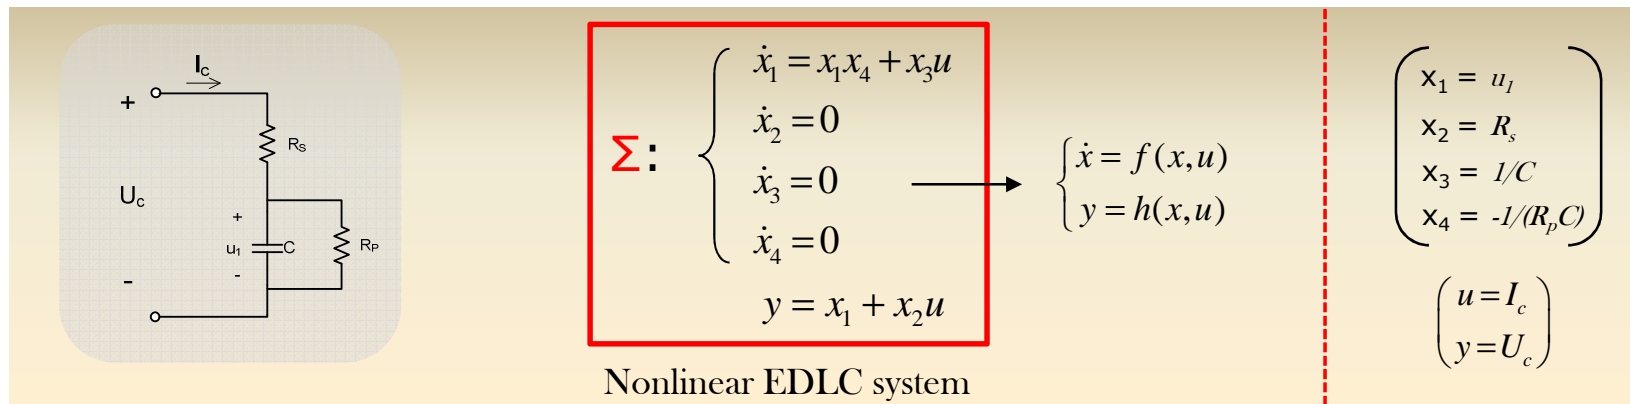 I_c
+
R_S
U_c
+
u_1
C
R_P
-
-
Σ:
ẋ_1 = x_1x_4 + x_3u
ẋ_2 = 0
ẋ_3 = 0
ẋ_4 = 0
y = x_1 + x_2u
Nonlinear EDLC system
ẋ = f(x,u)
y = h(x,u)
x_1 = u_1
x_2 = R_s
x_3 = 1/C
x_4 = -1/(R_pC)
u = I_c
y = U_c